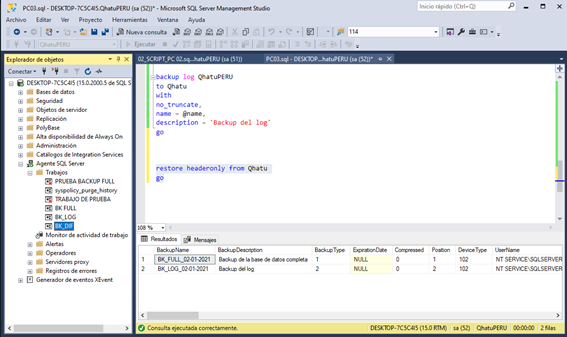 PC03.sql - DESKTOP-7C5C4I5.QhatuPERU (sa (52))* - Microsoft SQL Server Management Studio
Inicio rápido (Ctrl+Q)
Archivo Editar Ver Proyecto Herramientas Ventana Ayuda
Nueva consulta
114
QhatuPERU
Ejecutar
Explorador de objetos
Conectar
DESKTOP-7C5C4I5 (15.0.2000.5 de SQL S
Bases de datos
Seguridad
Objetos de servidor
Replicación
PolyBase
Alta disponibilidad de Always On
Administración
Catálogos de Integration Services
Agente SQL Server
Trabajos
PRUEBA BACKUP FULL
syspolicy_purge_history
TRABAJO DE PRUEBA
BK FULL
BK_LOG
BK_DIF
Monitor de actividad de trabajo
Alertas
Operadores
Servidores proxy
Registros de errores
Generador de eventos XEvent
02_SCRIPT_PC 02.sq...hatuPERU (sa (51))
PC03.sql - DESKTOP-7...hatuPERU (sa (52))*
backup log QhatuPERU
to Qhatu
with
no_truncate,
name = @name,
description = 'Backup del log'
go
restore headeronly from Qhatu
go
108 %
Resultados Mensajes
BackupName BackupDescription BackupType ExpirationDate Compressed Position DeviceType UserName
1 BK_FULL_02-01-2021 Backup de la base de datos completa 1 NULL 0 1 102 NT SERVICE\SQLSERVER
2 BK_LOG_02-01-2021 Backup del log 2 NULL 0 2 102 NT SERVICE\SQLSERVER
Consulta ejecutada correctamente.
DESKTOP-7C5C4I5 (15.0 RTM) sa (52) QhatuPERU 00:00:00 2 filas